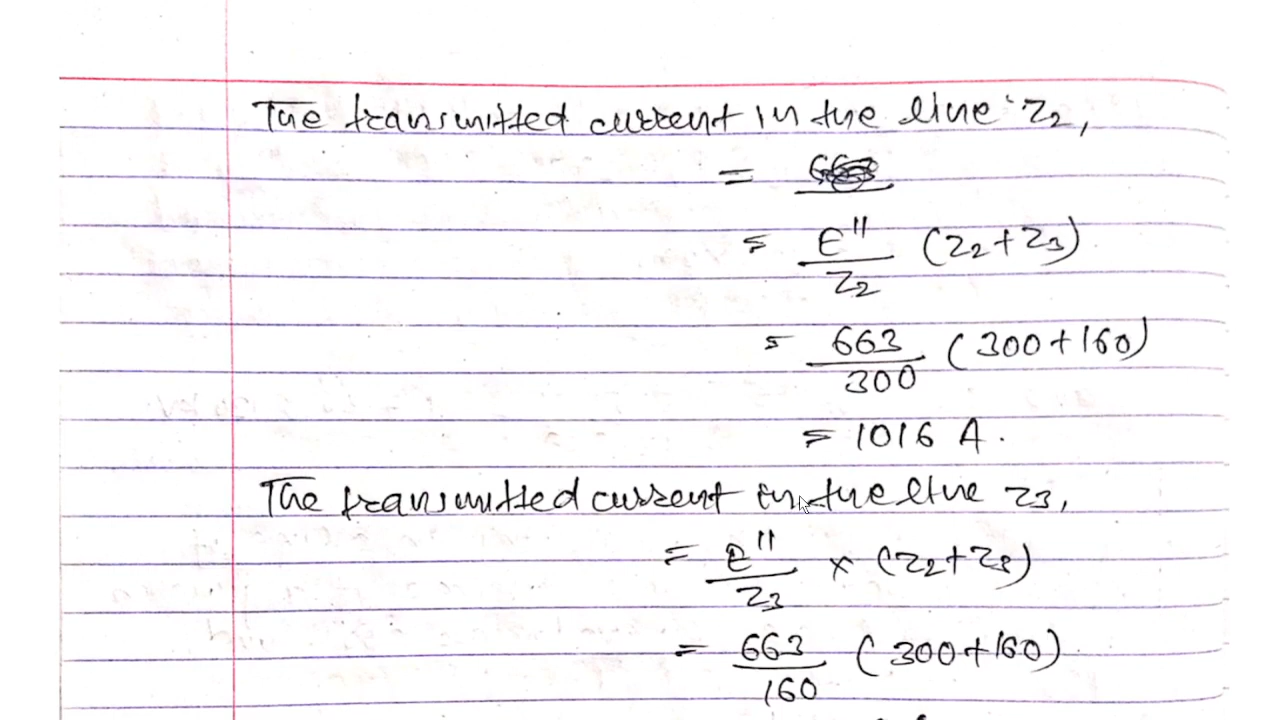 The transmitted current in the line Z2,
=
= E'' / Z2 (Z2+Z3)
= 663 / 300 (300+160)
= 1016 A.
The transmitted current in the line Z3,
= E'' / Z3 × (Z2+Z3)
= 663 / 160 (300+160)